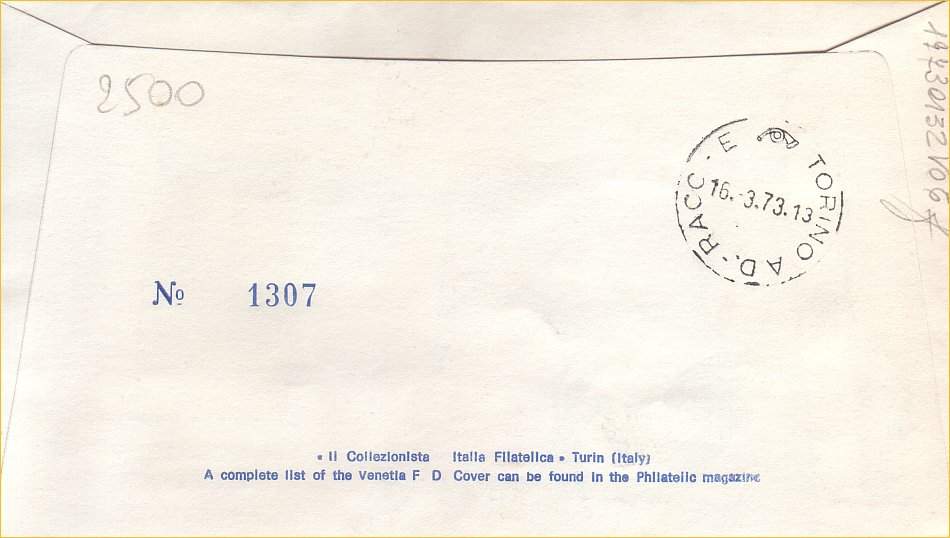 2500
TORINO A.D. - RACC. E
16.-3.73.13
Nº 1307
« Il Collezionista Italia Filatelica » Turin (Italy)
A complete list of the Venetia F D Cover can be found in the Philatelic magazine